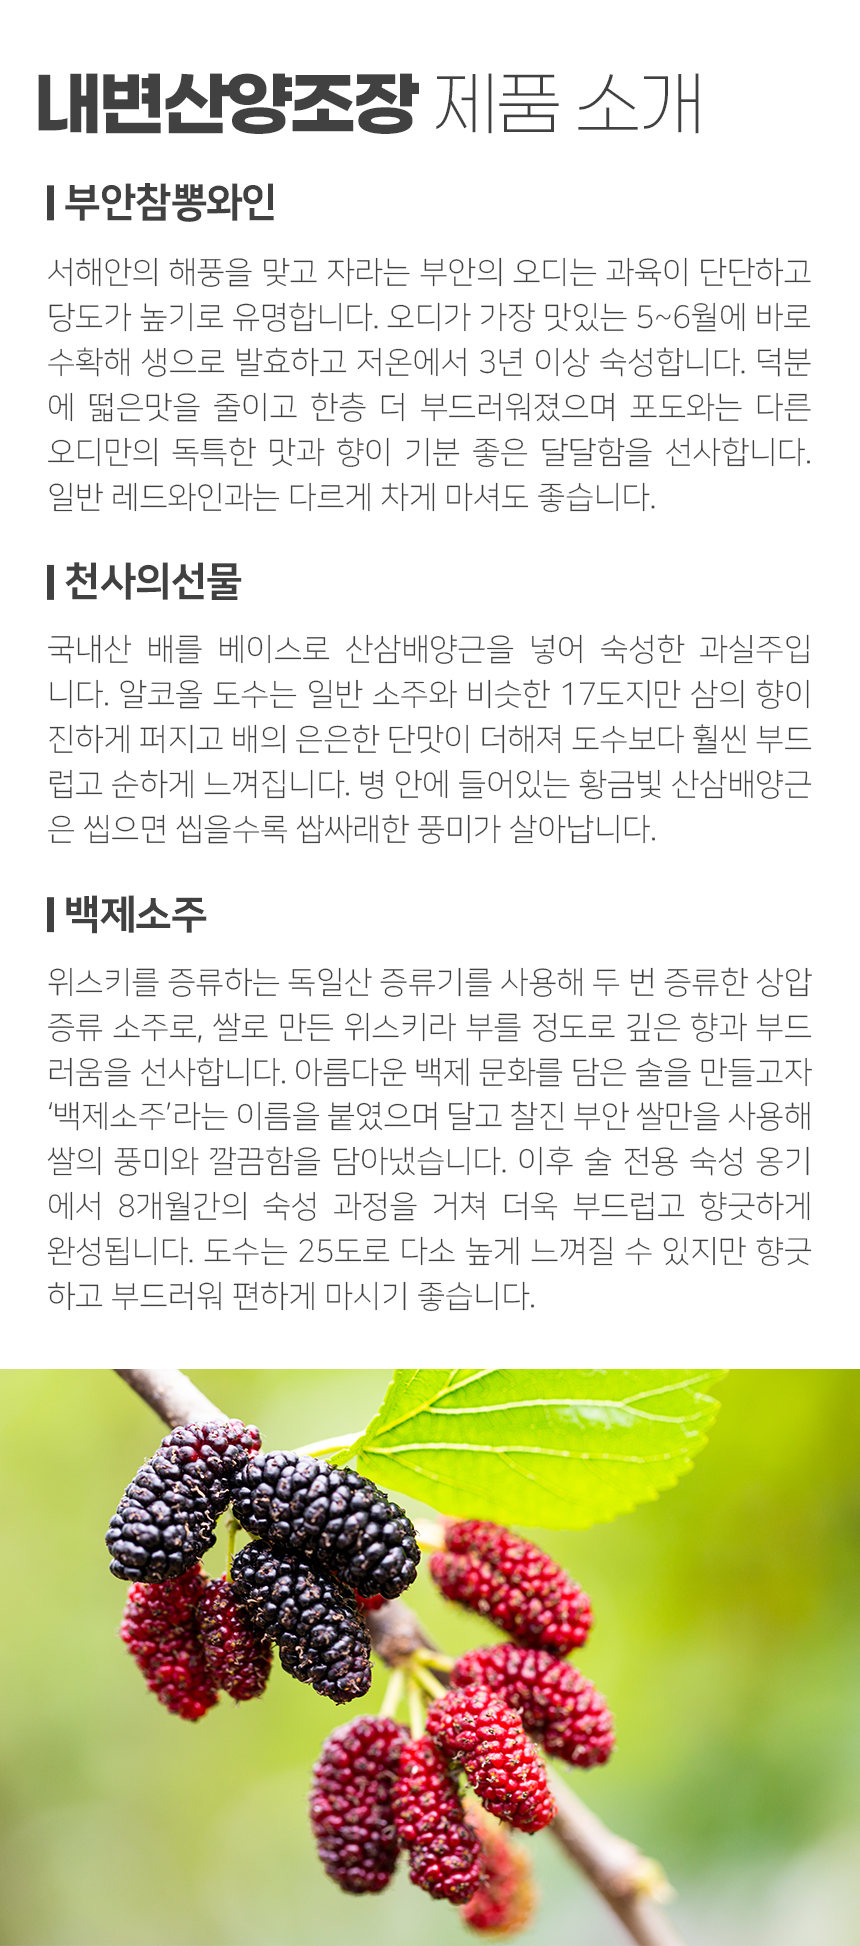 내변산양조장 제품 소개
부안참뽕와인
서해안의 해풍을 맞고 자라는 부안의 오디는 과육이 단단하고
당도가 높기로 유명합니다. 오디가 가장 맛있는 5~6월에 바로
수확해 생으로 발효하고 저온에서 3년 이상 숙성합니다. 덕분
에 떫은맛을 줄이고 한층 더 부드러워졌으며 포도와는 다른
오디만의 독특한 맛과 향이 기분 좋은 달달함을 선사합니다.
일반 레드와인과는 다르게 차게 마셔도 좋습니다.
천사의선물
국내산 배를 베이스로 산삼배양근을 넣어 숙성한 과실주입
니다. 알코올 도수는 일반 소주와 비슷한 17도지만 삼의 향이
진하게 퍼지고 배의 은은한 단맛이 더해져 도수보다 훨씬 부드
럽고 순하게 느껴집니다. 병 안에 들어있는 황금빛 산삼배양근
은 씹으면 씹을수록 쌉싸래한 풍미가 살아납니다.
백제소주
위스키를 증류하는 독일산 증류기를 사용해 두 번 증류한 상압
증류 소주로, 쌀로 만든 위스키라 부를 정도로 깊은 향과 부드
러움을 선사합니다. 아름다운 백제 문화를 담은 술을 만들고자
‘백제소주’라는 이름을 붙였으며 달고 찰진 부안 쌀만을 사용해
쌀의 풍미와 깔끔함을 담아냈습니다. 이후 술 전용 숙성 옹기
에서 8개월간의 숙성 과정을 거쳐 더욱 부드럽고 향긋하게
완성됩니다. 도수는 25도로 다소 높게 느껴질 수 있지만 향긋
하고 부드러워 편하게 마시기 좋습니다.